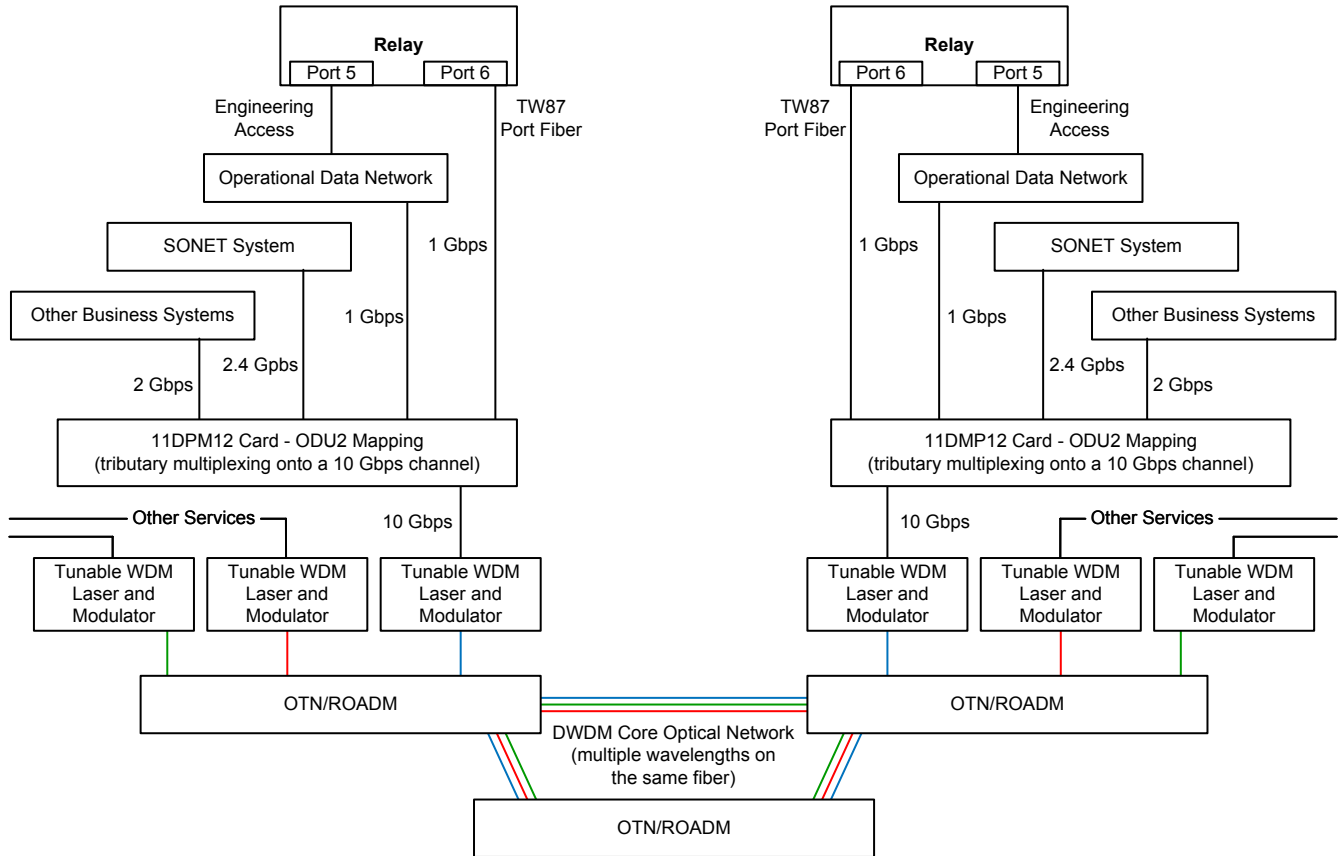 Relay
Port 5
Port 6
Engineering
Access
TW87
Port Fiber
Operational Data Network
SONET System
1 Gbps
Other Business Systems
1 Gbps
2.4 Gpbs
2 Gbps
11DPM12 Card - ODU2 Mapping
(tributary multiplexing onto a 10 Gbps channel)
Other Services
10 Gbps
Tunable WDM
Laser and
Modulator
Tunable WDM
Laser and
Modulator
Tunable WDM
Laser and
Modulator
OTN/ROADM
Relay
Port 6
Port 5
TW87
Port Fiber
Engineering
Access
Operational Data Network
1 Gbps
SONET System
1 Gbps
Other Business Systems
2.4 Gpbs
2 Gbps
11DMP12 Card - ODU2 Mapping
(tributary multiplexing onto a 10 Gbps channel)
10 Gbps
Other Services
Tunable WDM
Laser and
Modulator
Tunable WDM
Laser and
Modulator
Tunable WDM
Laser and
Modulator
OTN/ROADM
DWDM Core Optical Network
(multiple wavelengths on
the same fiber)
OTN/ROADM